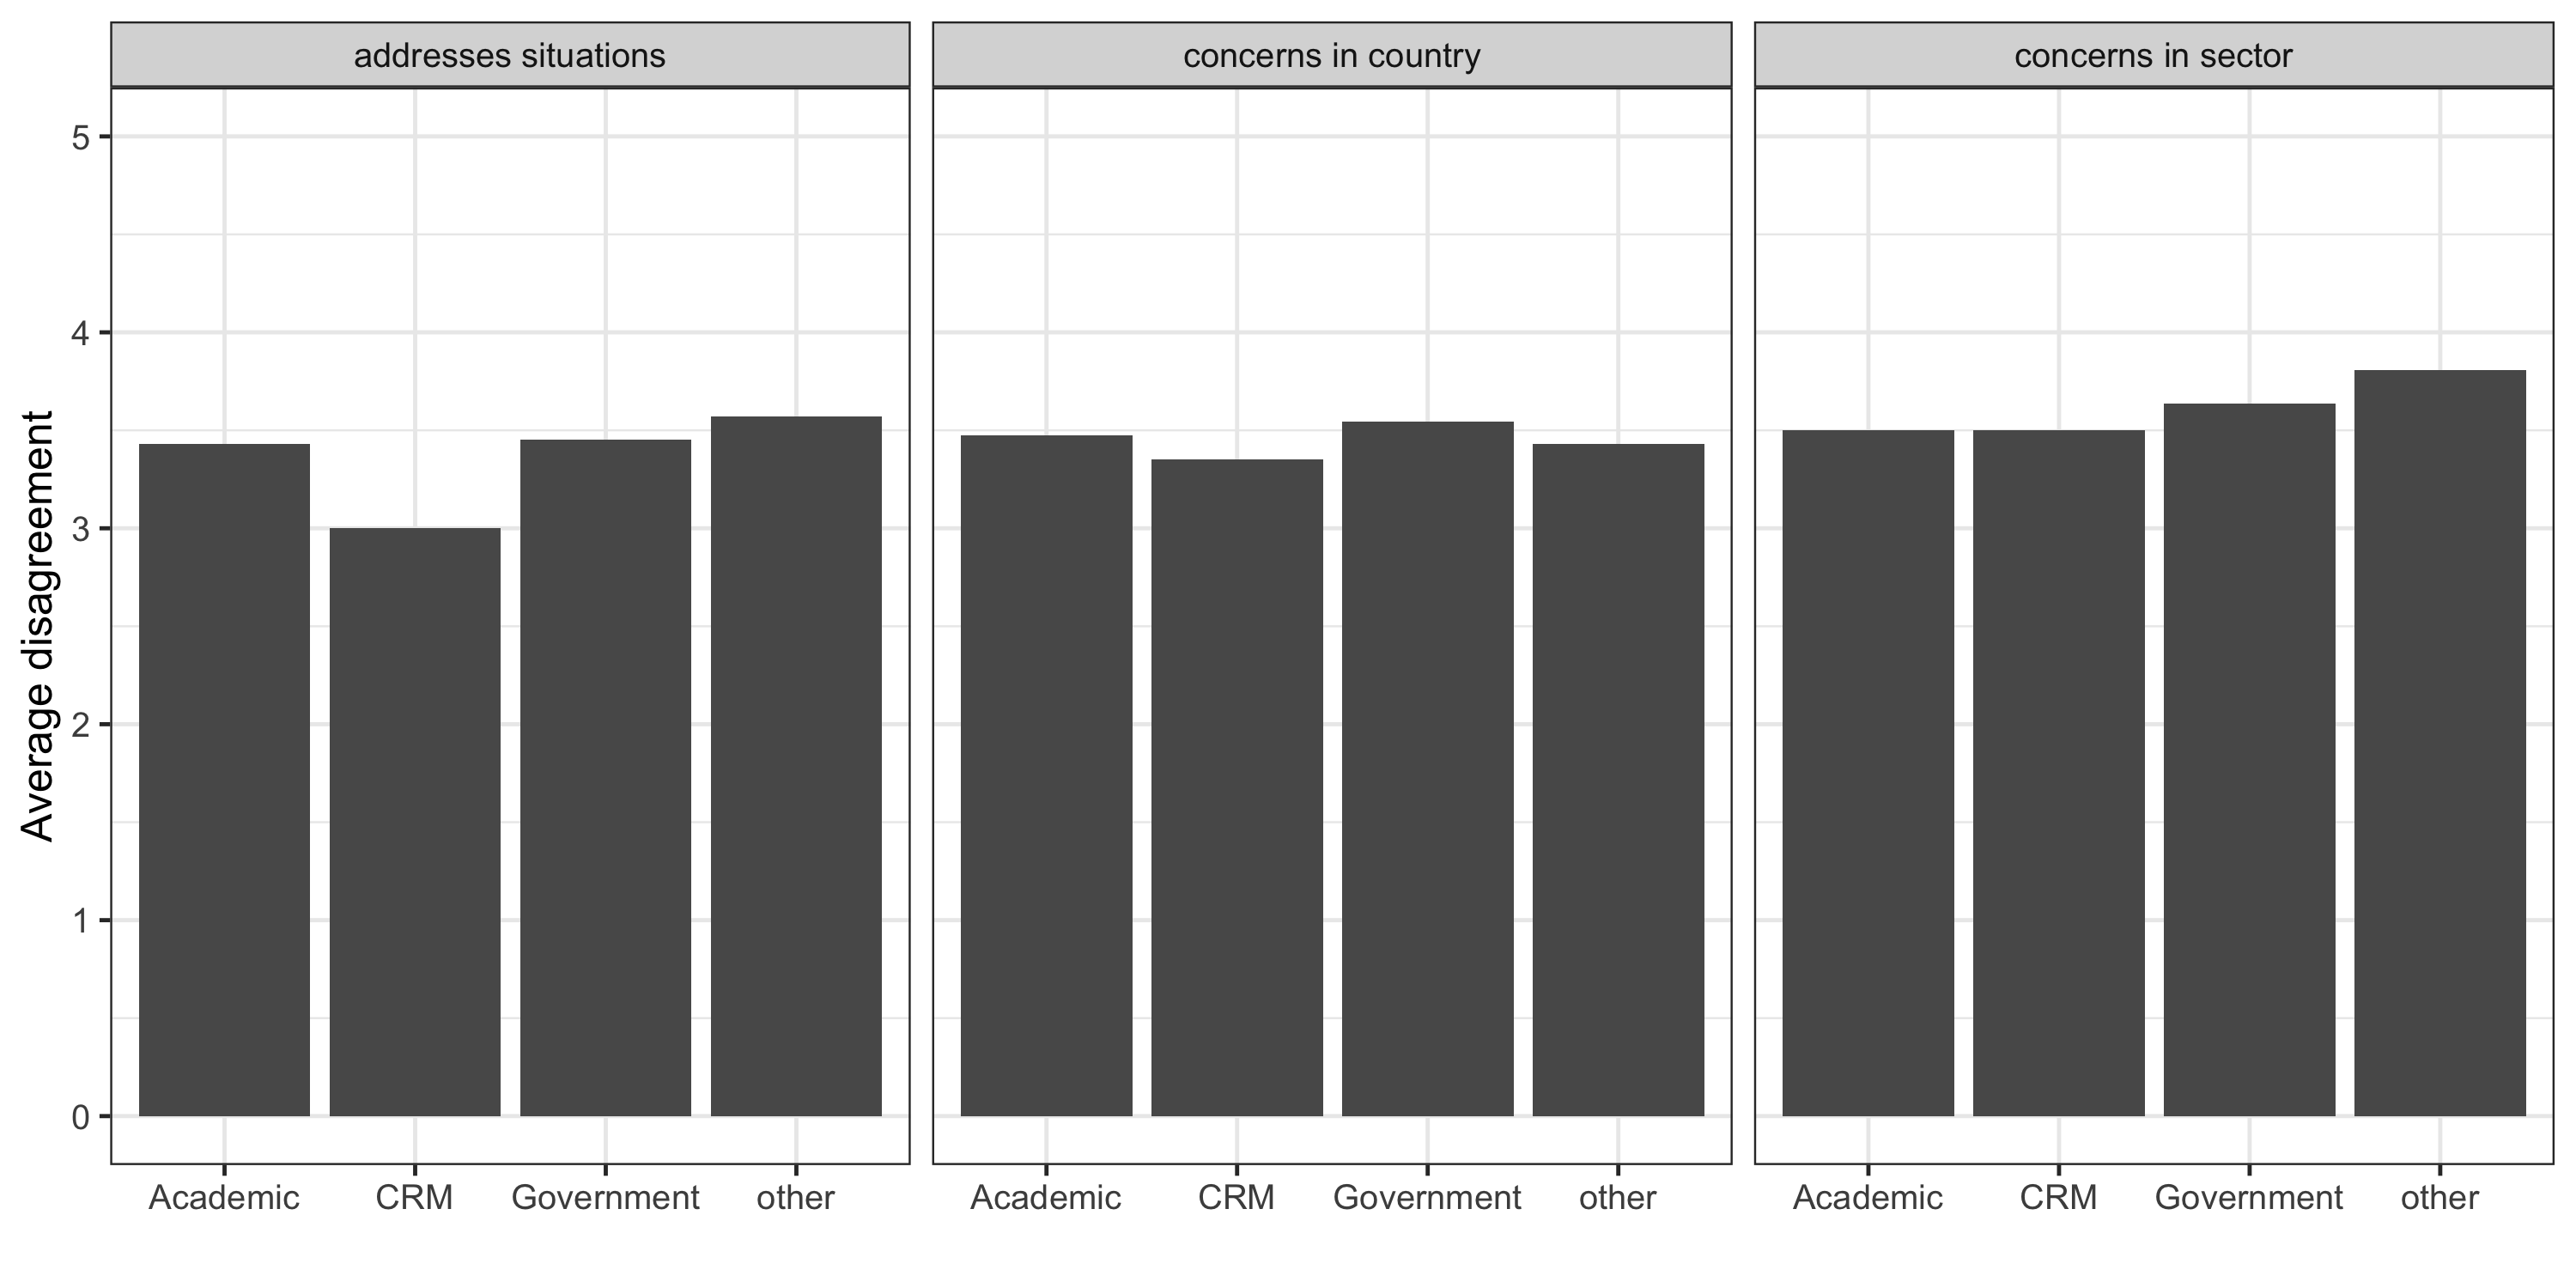 addresses situations
concerns in country
concerns in sector
Average disagreement
5
4
3
2
1
0
Academic CRM Government other
Academic CRM Government other
Academic CRM Government other